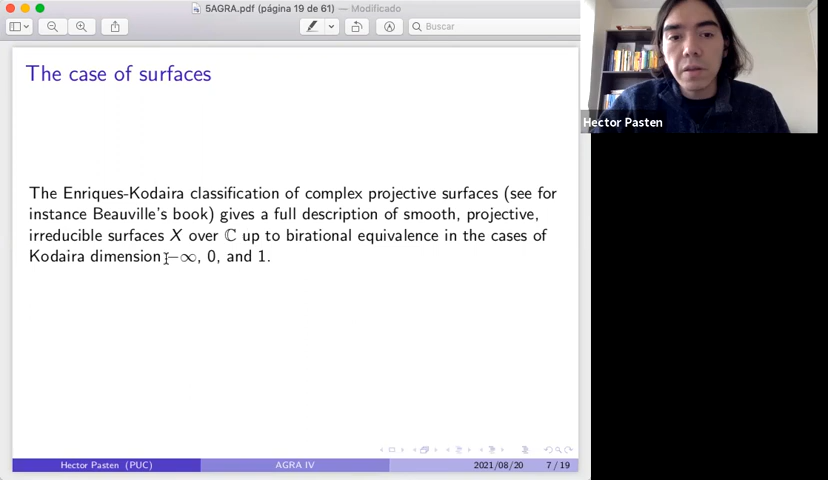 5AGRA.pdf (página 19 de 61) — Modificado
Buscar
The case of surfaces
The Enriques-Kodaira classification of complex projective surfaces (see for
instance Beauville's book) gives a full description of smooth, projective,
irreducible surfaces X over ℂ up to birational equivalence in the cases of
Kodaira dimension −∞, 0, and 1.
Hector Pasten (PUC) AGRA IV 2021/08/20 7 / 19
Hector Pasten